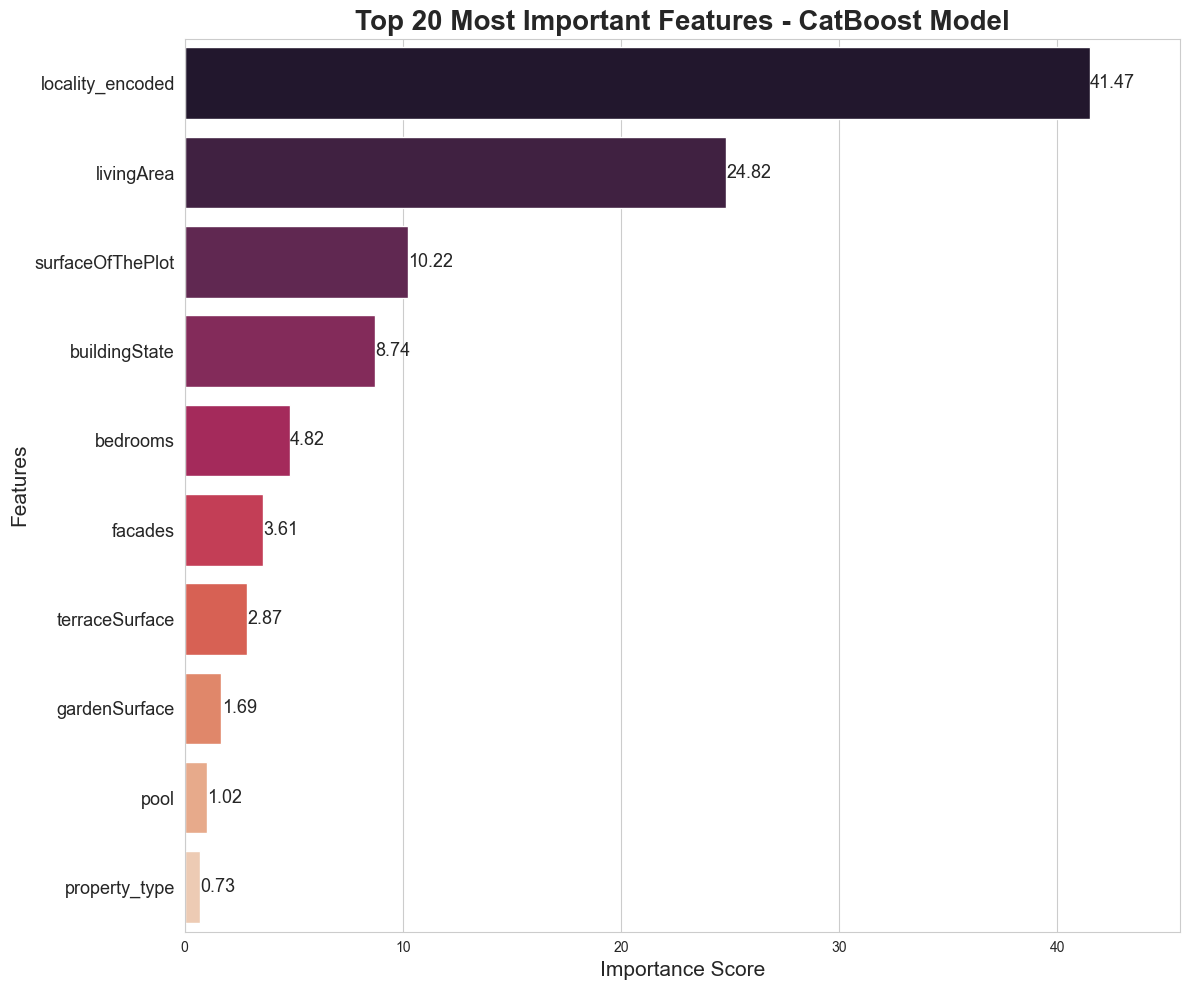 Top 20 Most Important Features - CatBoost Model
locality_encoded 41.47
livingArea 24.82
surfaceOfThePlot 10.22
buildingState 8.74
bedrooms 4.82
facades 3.61
terraceSurface 2.87
gardenSurface 1.69
pool 1.02
property_type 0.73
Features
0 10 20 30 40
Importance Score